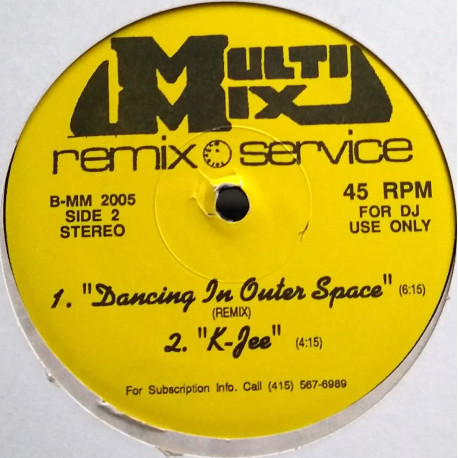 MULTI
MIX
remix service
B-MM 2005
SIDE 2
STEREO
45 RPM
FOR DJ
USE ONLY
1. "Dancing In Outer Space" (6:15)
(REMIX)
2. "K-Jee" (4:15)
For Subscription Info. Call (415) 567-6989